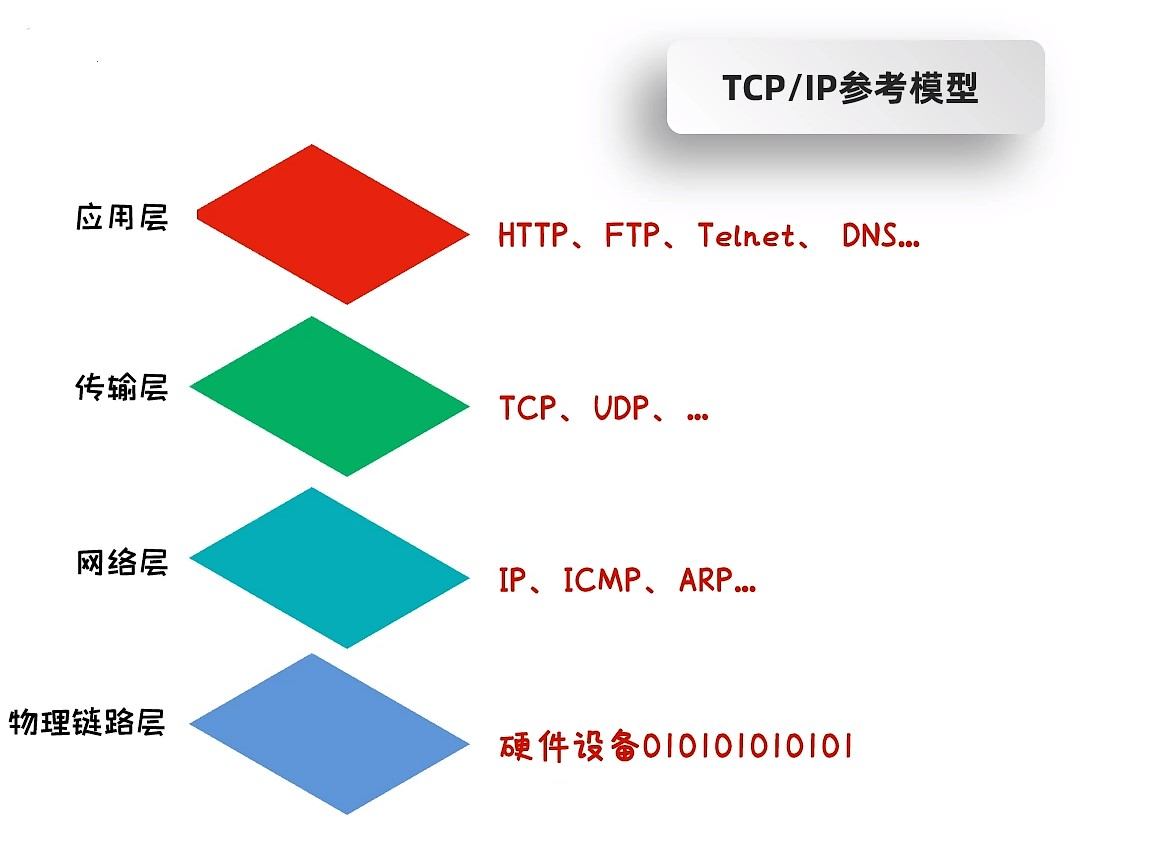 TCP/IP参考模型
应用层
HTTP、FTP、Telnet、 DNS...
传输层
TCP、UDP、...
网络层
IP、ICMP、ARP...
物理链路层
硬件设备010101010101